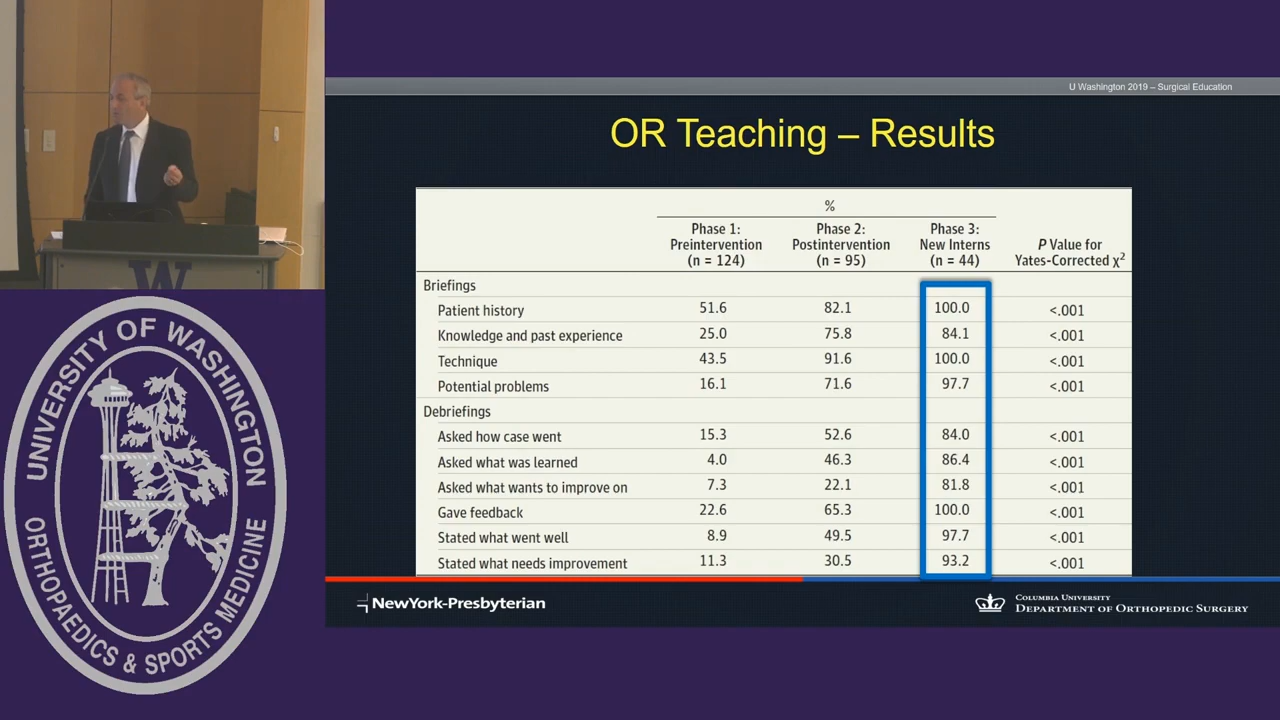 U Washington 2019 – Surgical Education
OR Teaching – Results
%
Phase 1: Preintervention (n = 124)
Phase 2: Postintervention (n = 95)
Phase 3: New Interns (n = 44)
P Value for Yates-Corrected χ²
Briefings
Patient history 51.6 82.1 100.0 <.001
Knowledge and past experience 25.0 75.8 84.1 <.001
Technique 43.5 91.6 100.0 <.001
Potential problems 16.1 71.6 97.7 <.001
Debriefings
Asked how case went 15.3 52.6 84.0 <.001
Asked what was learned 4.0 46.3 86.4 <.001
Asked what wants to improve on 7.3 22.1 81.8 <.001
Gave feedback 22.6 65.3 100.0 <.001
Stated what went well 8.9 49.5 97.7 <.001
Stated what needs improvement 11.3 30.5 93.2 <.001
NewYork-Presbyterian
COLUMBIA UNIVERSITY
DEPARTMENT OF ORTHOPEDIC SURGERY
W
UNIVERSITY OF WASHINGTON
ORTHOPAEDICS & SPORTS MEDICINE